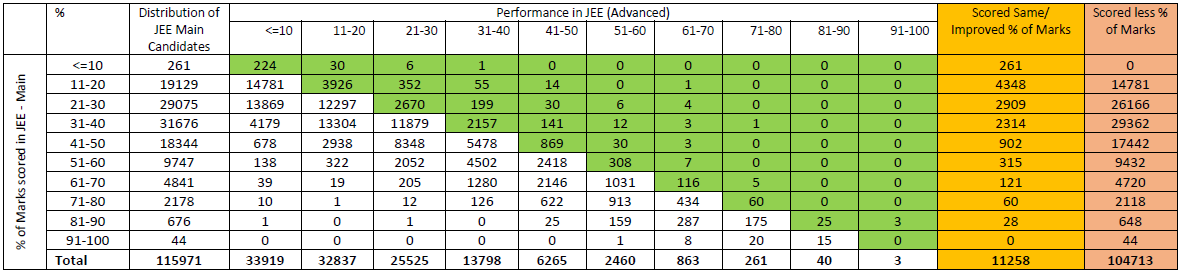 % Distribution of JEE Main Candidates Performance in JEE (Advanced) Scored Same/ Improved % of Marks Scored less % of Marks
<=10 11-20 21-30 31-40 41-50 51-60 61-70 71-80 81-90 91-100
% of Marks scored in JEE - Main
<=10 261 224 30 6 1 0 0 0 0 0 0 261 0
11-20 19129 14781 3926 352 55 14 0 1 0 0 0 4348 14781
21-30 29075 13869 12297 2670 199 30 6 4 0 0 0 2909 26166
31-40 31676 4179 13304 11879 2157 141 12 3 1 0 0 2314 29362
41-50 18344 678 2938 8348 5478 869 30 3 0 0 0 902 17442
51-60 9747 138 322 2052 4502 2418 308 7 0 0 0 315 9432
61-70 4841 39 19 205 1280 2146 1031 116 5 0 0 121 4720
71-80 2178 10 1 12 126 622 913 434 60 0 0 60 2118
81-90 676 1 0 1 0 25 159 287 175 25 3 28 648
91-100 44 0 0 0 0 0 1 8 20 15 0 0 44
Total 115971 33919 32837 25525 13798 6265 2460 863 261 40 3 11258 104713